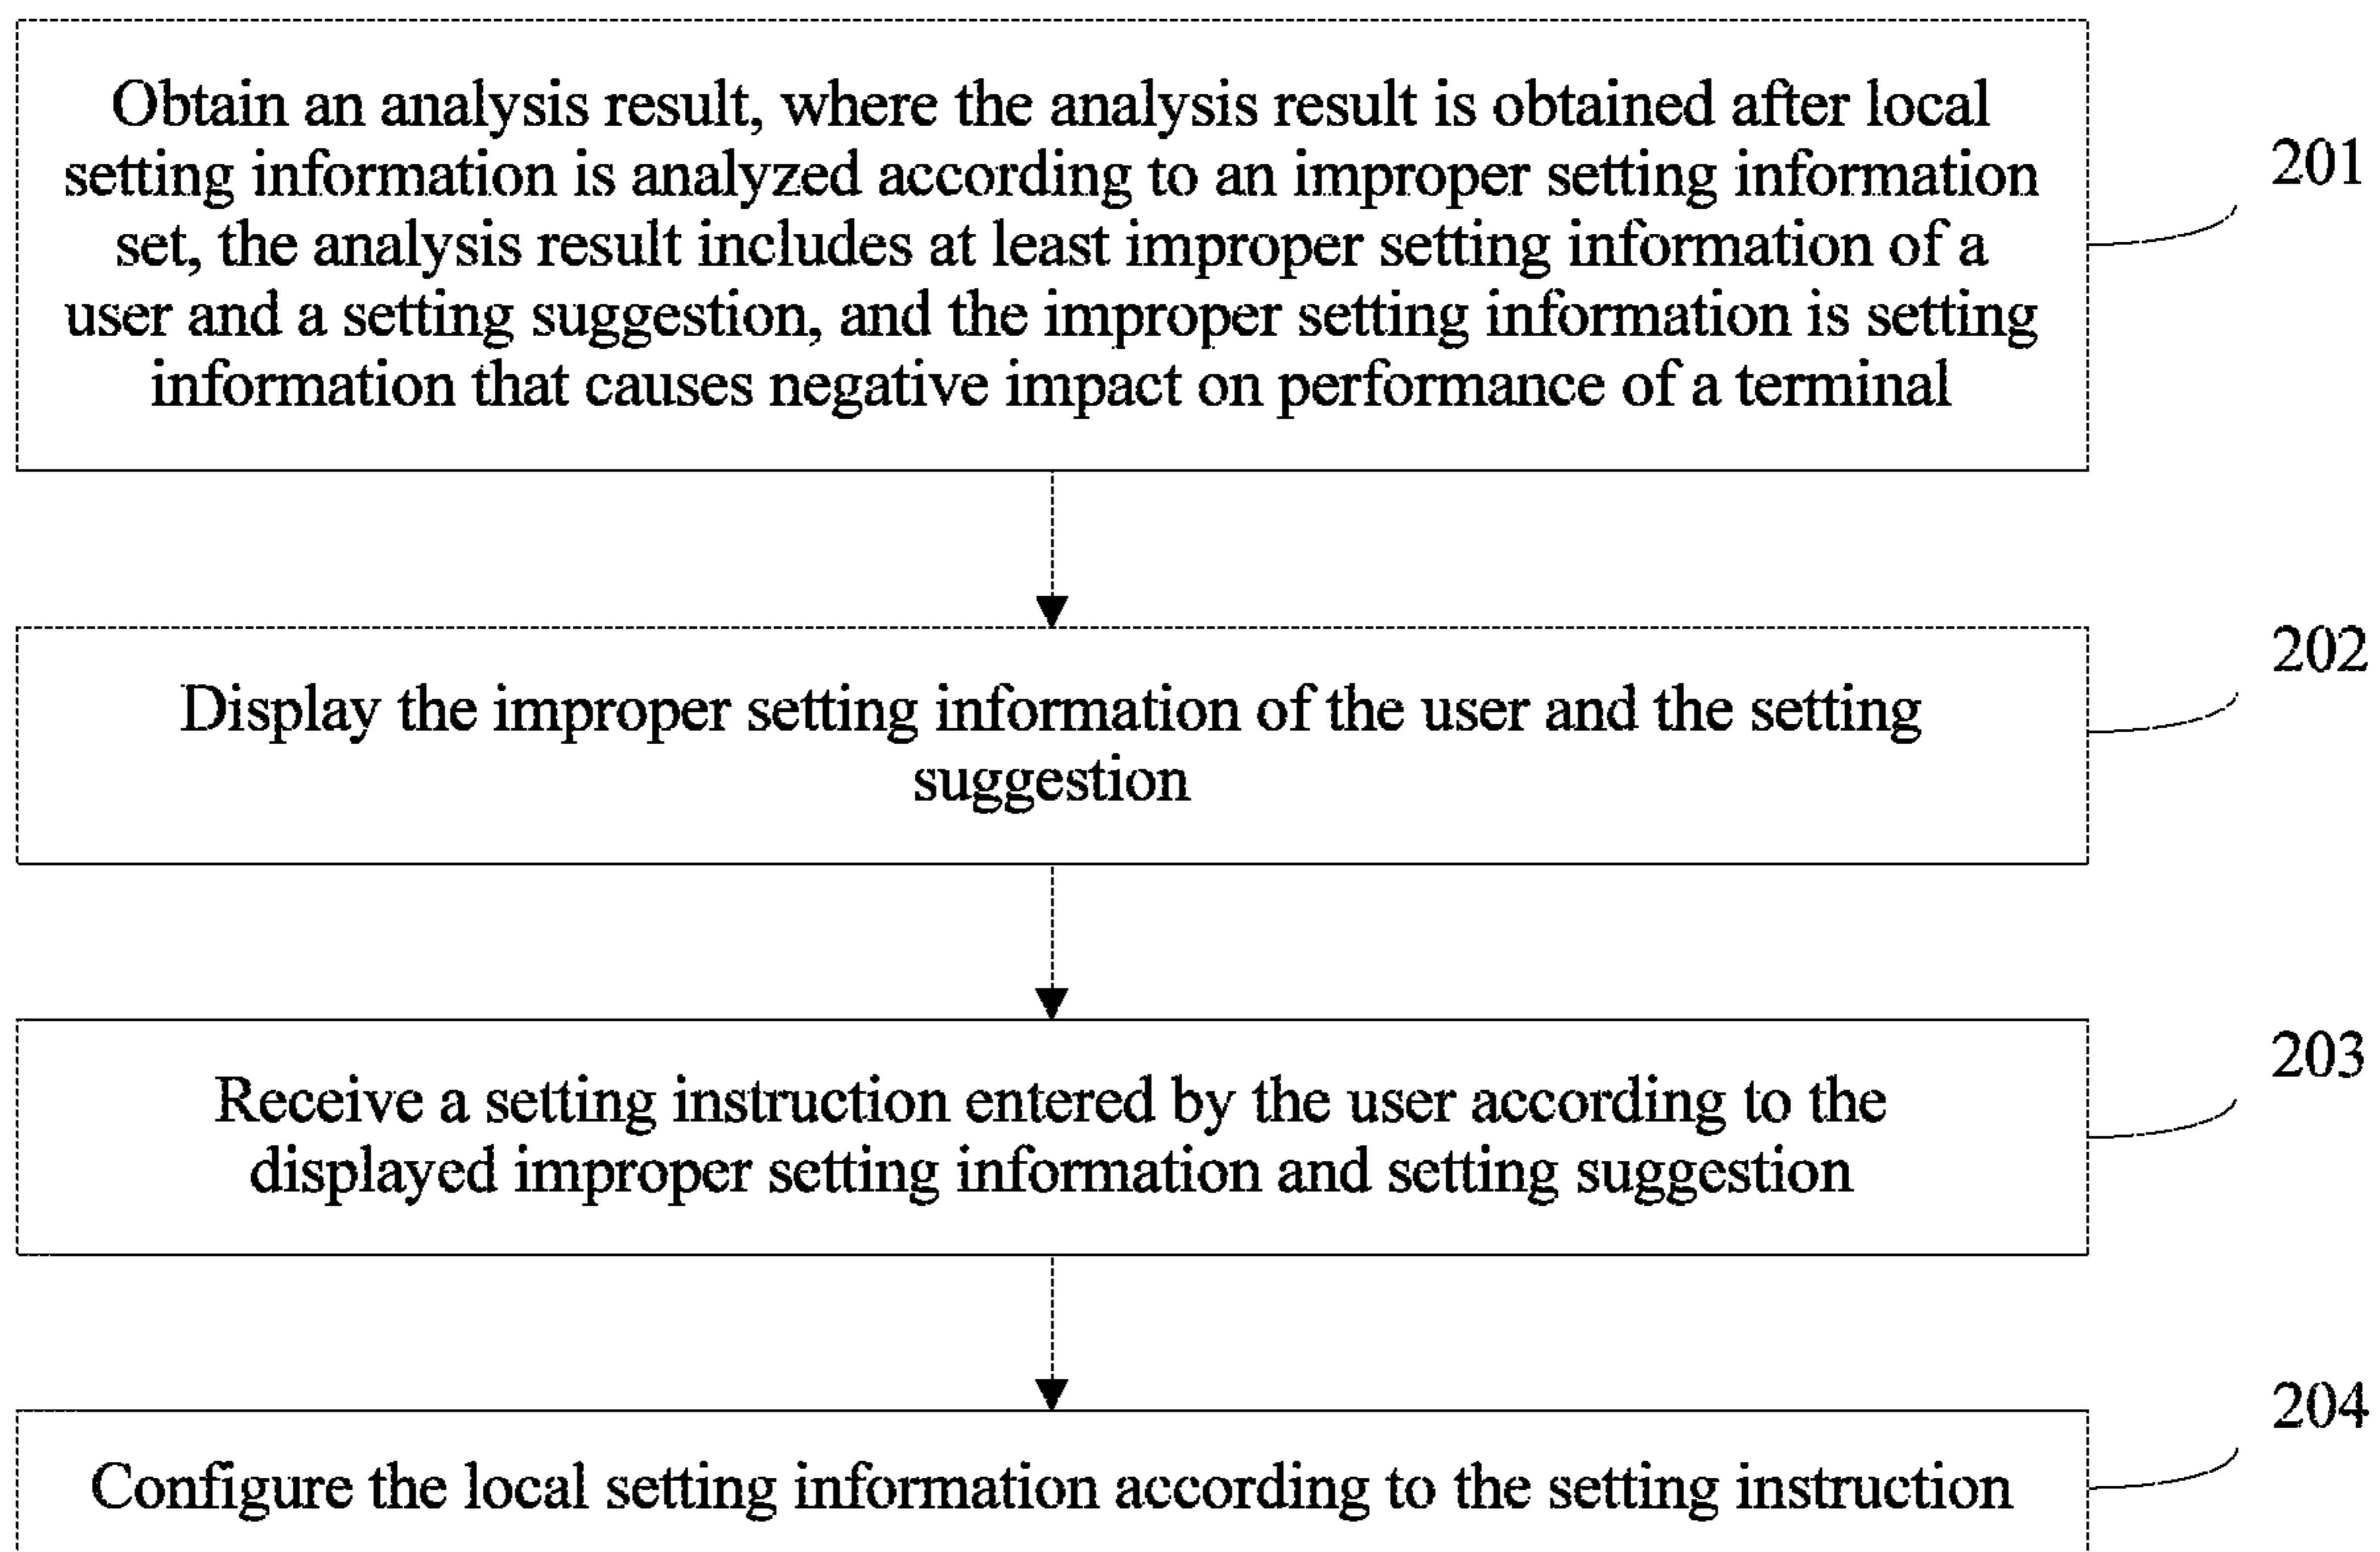 Obtain an analysis result, where the analysis result is obtained after local
setting information is analyzed according to an improper setting information
set, the analysis result includes at least improper setting information of a
user and a setting suggestion, and the improper setting information is setting
information that causes negative impact on performance of a terminal
201
Display the improper setting information of the user and the setting
suggestion
202
Receive a setting instruction entered by the user according to the
displayed improper setting information and setting suggestion
203
Configure the local setting information according to the setting instruction
204